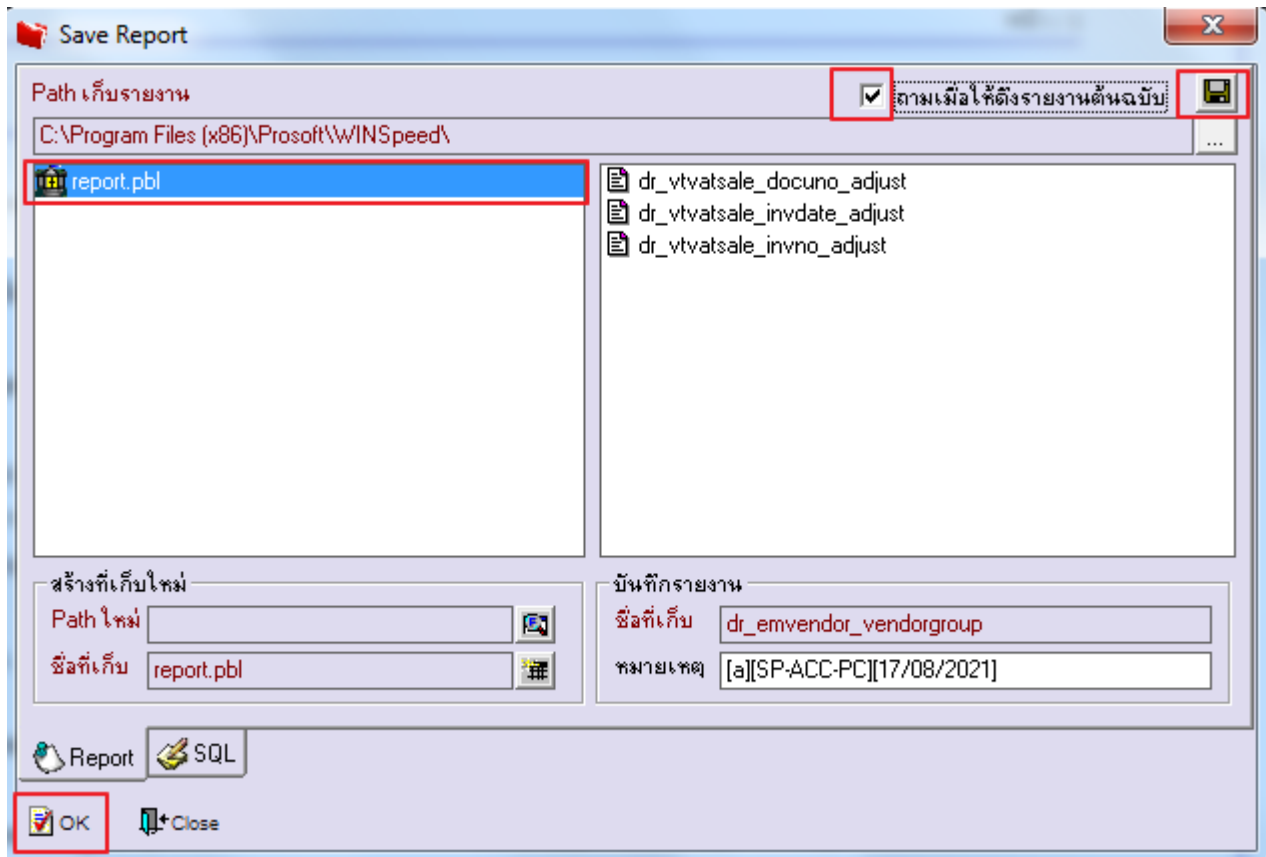 Save Report
Path เก็บรายงาน
ถามเมื่อให้ดึงรายงานต้นฉบับ
C:\Program Files (x86)\Prosoft\WINSpeed\
...
report.pbl
dr_vtvatsale_docuno_adjust
dr_vtvatsale_invdate_adjust
dr_vtvatsale_invno_adjust
สร้างที่เก็บใหม่
Path ใหม่
ชื่อที่เก็บ report.pbl
บันทึกรายงาน
ชื่อที่เก็บ dr_emvendor_vendorgroup
หมายเหตุ [a][SP-ACC-PC][17/08/2021]
Report SQL
OK Close